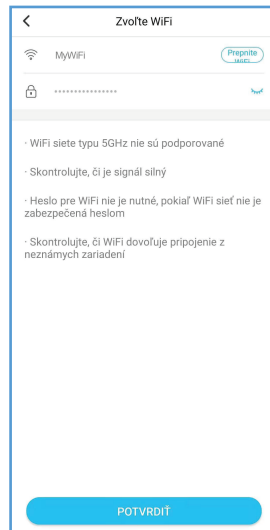 Zvoľte WiFi
MyWiFi
Prepnite
WiFi
···············
· WiFi siete typu 5GHz nie sú podporované
· Skontrolujte, či je signál silný
· Heslo pre WiFi nie je nutné, pokiaľ WiFi sieť nie je
zabezpečená heslom
· Skontrolujte, či WiFi dovoľuje pripojenie z
neznámych zariadení
POTVRDIŤ